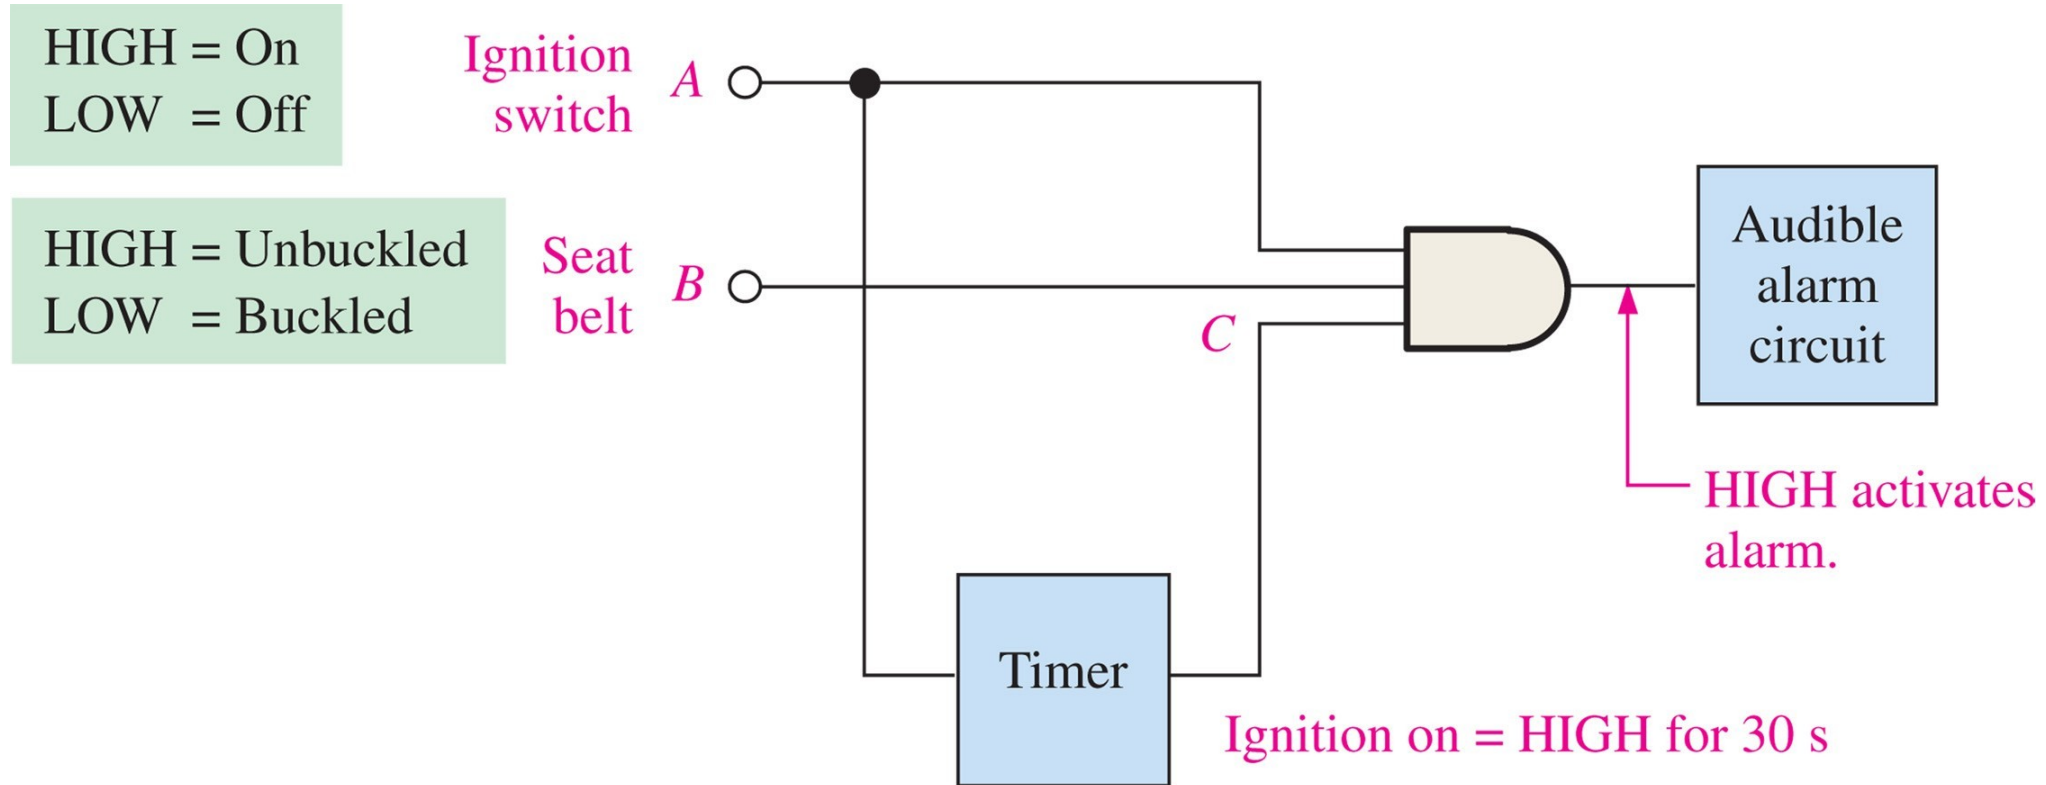 HIGH = On
LOW = Off
Ignition
switch
A
HIGH = Unbuckled
LOW = Buckled
Seat
belt
B
C
Audible
alarm
circuit
HIGH activates
alarm.
Timer
Ignition on = HIGH for 30 s